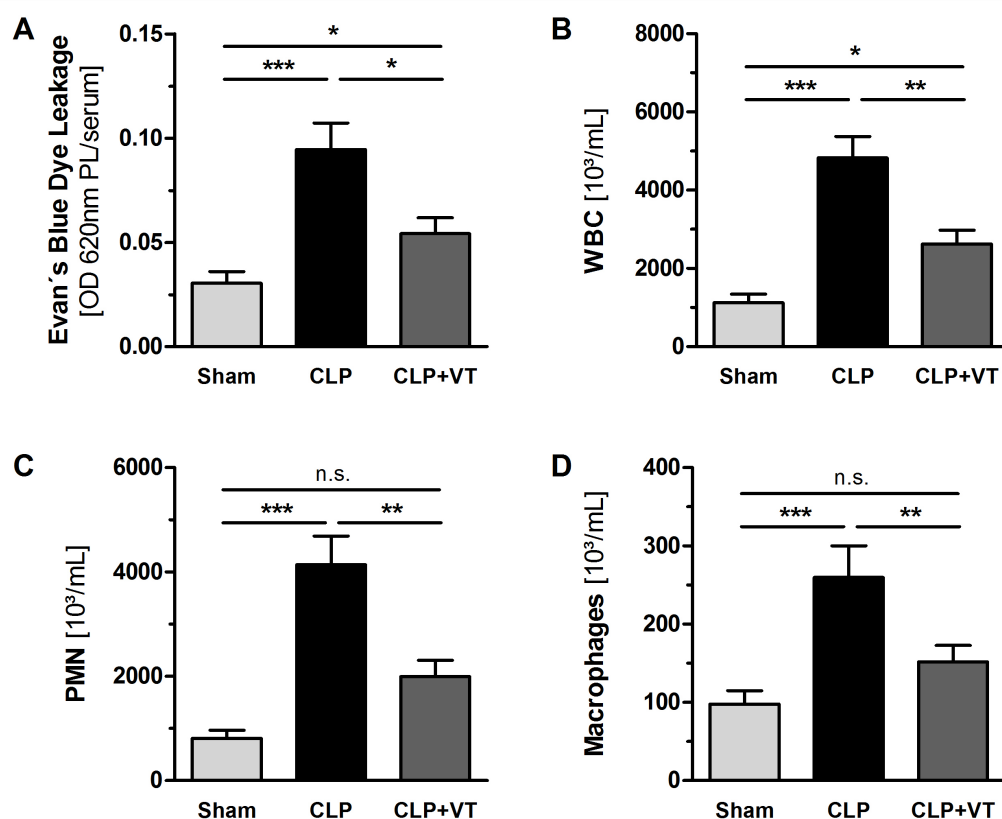 A
Evan´s Blue Dye Leakage
[OD 620nm PL/serum]
0.15
0.10
0.05
0.00
*
***
*
Sham
CLP
CLP+VT
B
WBC [10³/mL]
8000
6000
4000
2000
0
*
***
**
Sham
CLP
CLP+VT
C
PMN [10³/mL]
6000
4000
2000
0
n.s.
***
**
Sham
CLP
CLP+VT
D
Macrophages [10³/mL]
400
300
200
100
0
n.s.
***
**
Sham
CLP
CLP+VT